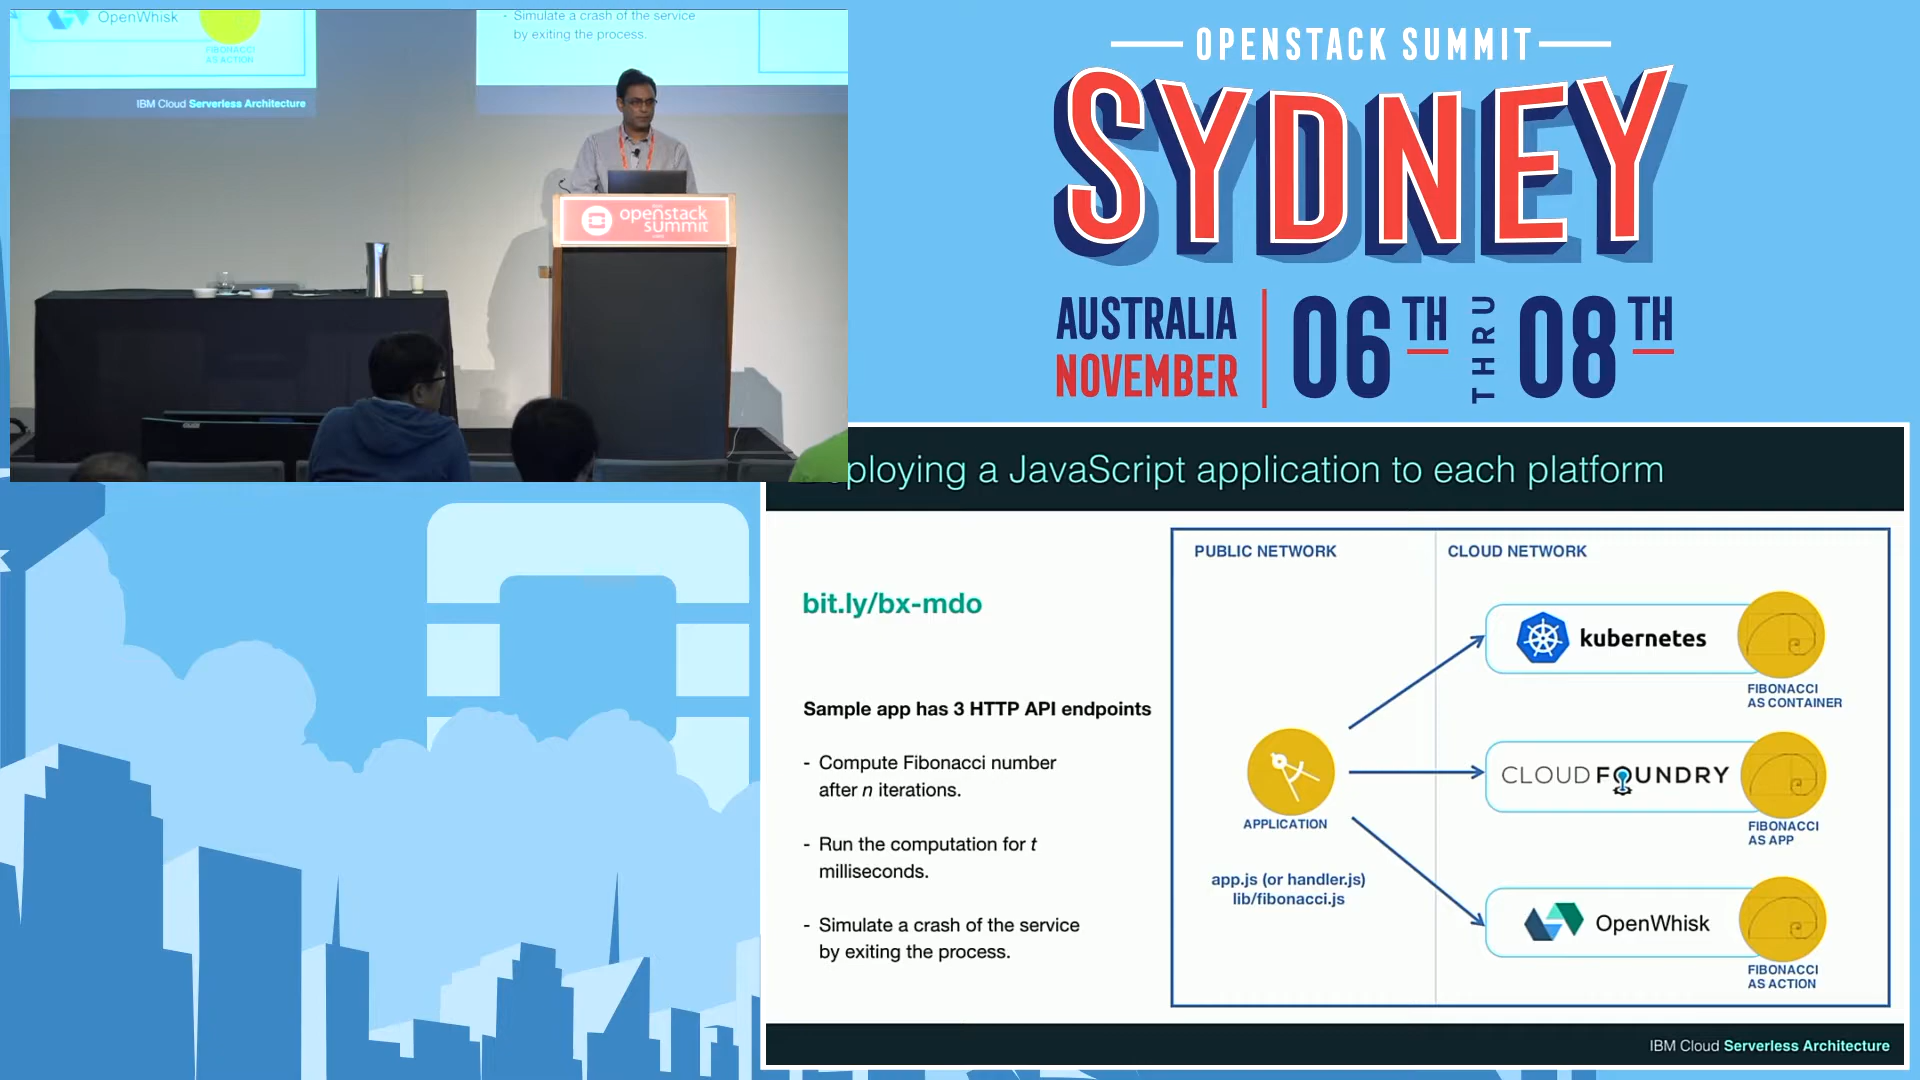 OpenWhisk
FIBONACCI
AS ACTION
IBM Cloud Serverless Architecture
- Simulate a crash of the service
by exiting the process.
openstack
summit
OPENSTACK SUMMIT
SYDNEY
AUSTRALIA
NOVEMBER
06TH THRU 08TH
ploying a JavaScript application to each platform
bit.ly/bx-mdo
Sample app has 3 HTTP API endpoints
- Compute Fibonacci number
after n iterations.
- Run the computation for t
milliseconds.
- Simulate a crash of the service
by exiting the process.
PUBLIC NETWORK
CLOUD NETWORK
APPLICATION
app.js (or handler.js)
lib/fibonacci.js
kubernetes
FIBONACCI
AS CONTAINER
CLOUD FOUNDRY
FIBONACCI
AS APP
OpenWhisk
FIBONACCI
AS ACTION
IBM Cloud Serverless Architecture